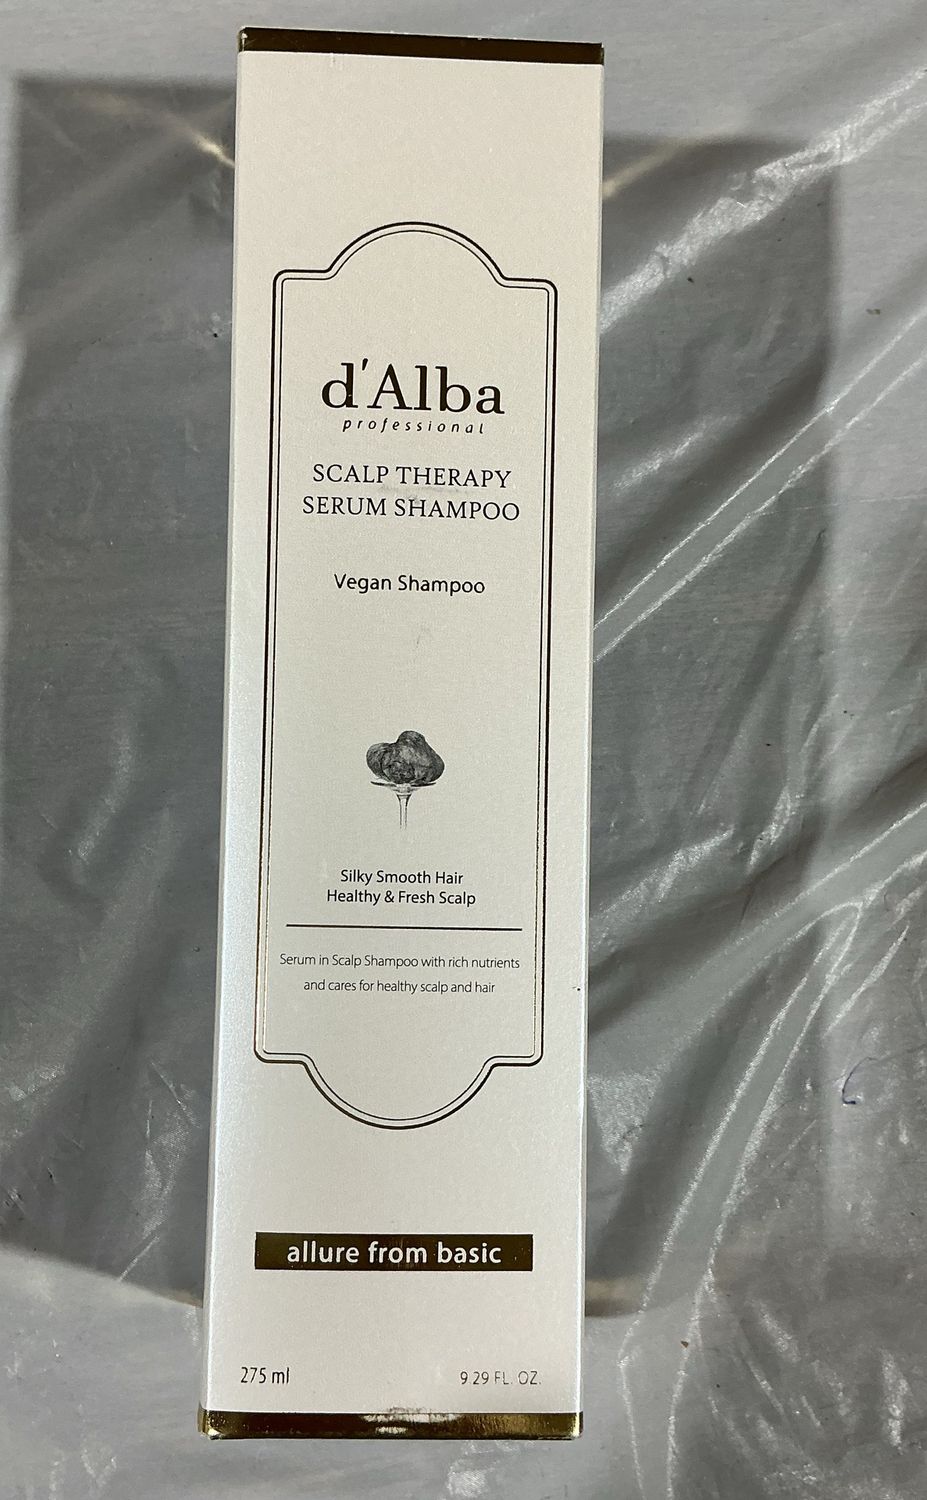 d'Alba
professional
SCALP THERAPY
SERUM SHAMPOO
Vegan Shampoo
Silky Smooth Hair
Healthy & Fresh Scalp
Serum in Scalp Shampoo with rich nutrients
and cares for healthy scalp and hair
allure from basic
275 ml
9.29 FL. OZ.